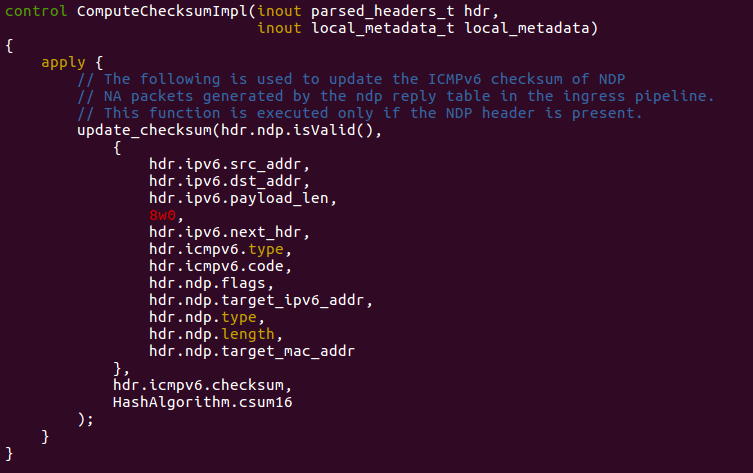 control ComputeChecksumImpl(inout parsed_headers_t hdr,
                            inout local_metadata_t local_metadata)
{
    apply {
        // The following is used to update the ICMPv6 checksum of NDP
        // NA packets generated by the ndp reply table in the ingress pipeline.
        // This function is executed only if the NDP header is present.
        update_checksum(hdr.ndp.isValid(),
            {
                hdr.ipv6.src_addr,
                hdr.ipv6.dst_addr,
                hdr.ipv6.payload_len,
                8w0,
                hdr.ipv6.next_hdr,
                hdr.icmpv6.type,
                hdr.icmpv6.code,
                hdr.ndp.flags,
                hdr.ndp.target_ipv6_addr,
                hdr.ndp.type,
                hdr.ndp.length,
                hdr.ndp.target_mac_addr
            },
            hdr.icmpv6.checksum,
            HashAlgorithm.csum16
        );
    }
}